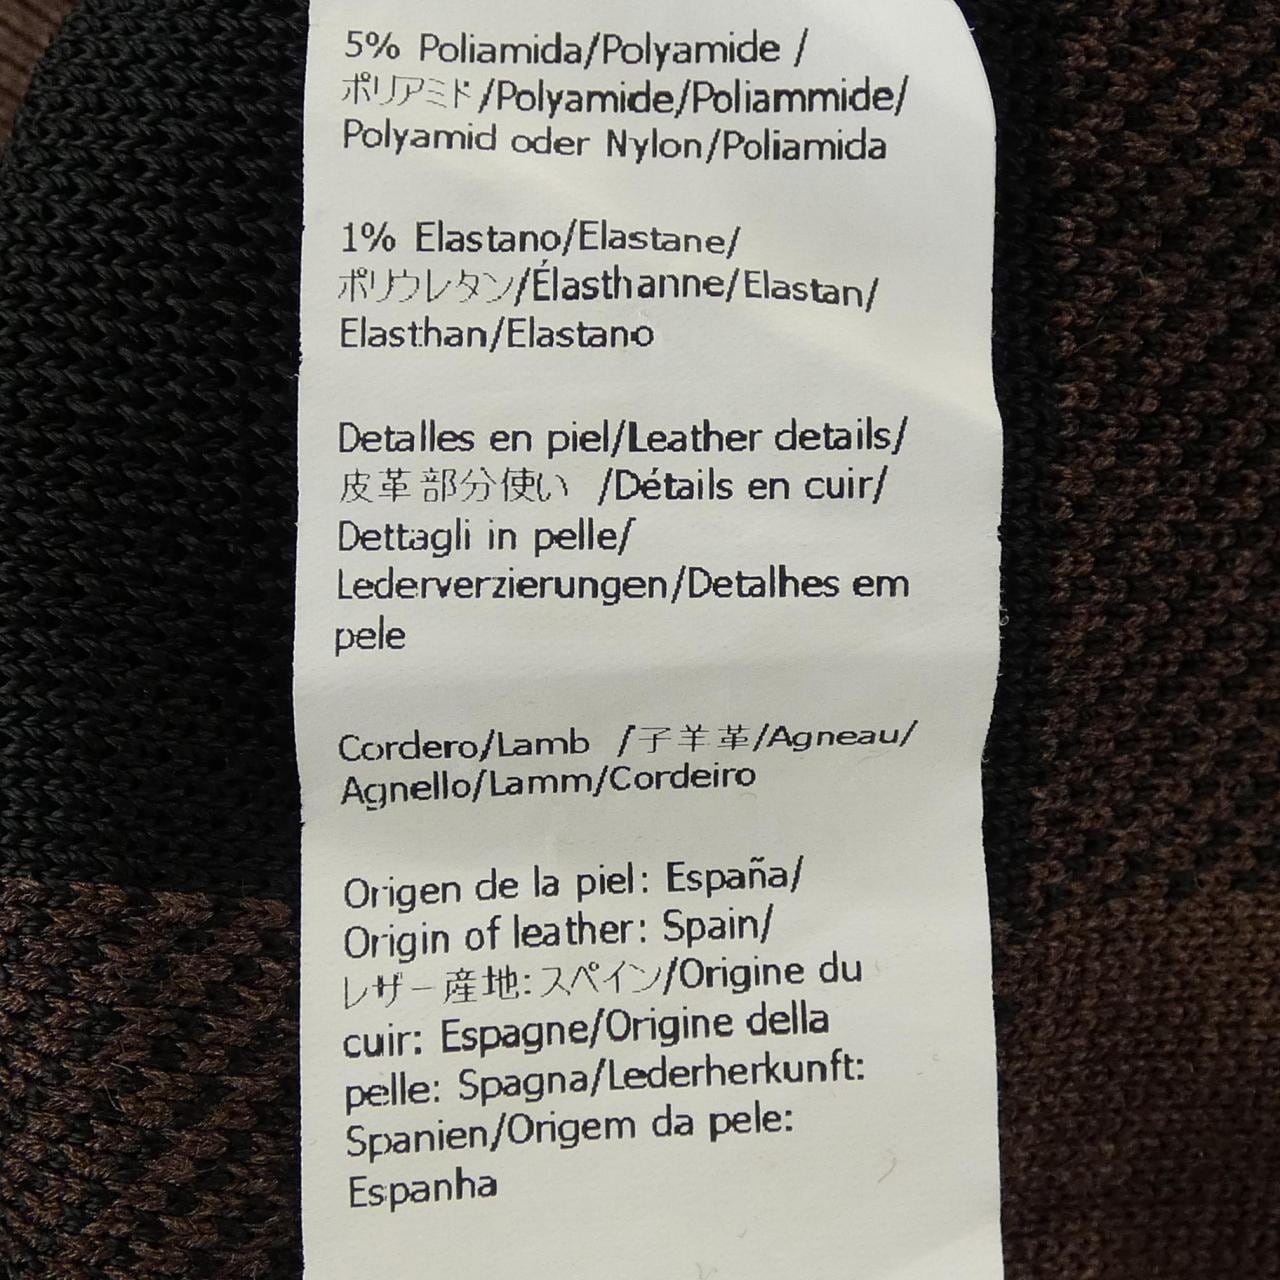 5% Poliamida/Polyamide /
ポリアミド/Polyamide/Poliammide/
Polyamid oder Nylon/Poliamida
1% Elastano/Elastane/
ポリウレタン/Élasthanne/Elastan/
Elasthan/Elastano
Detalles en piel/Leather details/
皮革部分使い /Détails en cuir/
Dettagli in pelle/
Lederverzierungen/Detalhes em
pele
Cordero/Lamb /子羊革/Agneau/
Agnello/Lamm/Cordeiro
Origen de la piel: España/
Origin of leather: Spain/
レザー産地:スペイン/Origine du
cuir: Espagne/Origine della
pelle: Spagna/Lederherkunft:
Spanien/Origem da pele:
Espanha